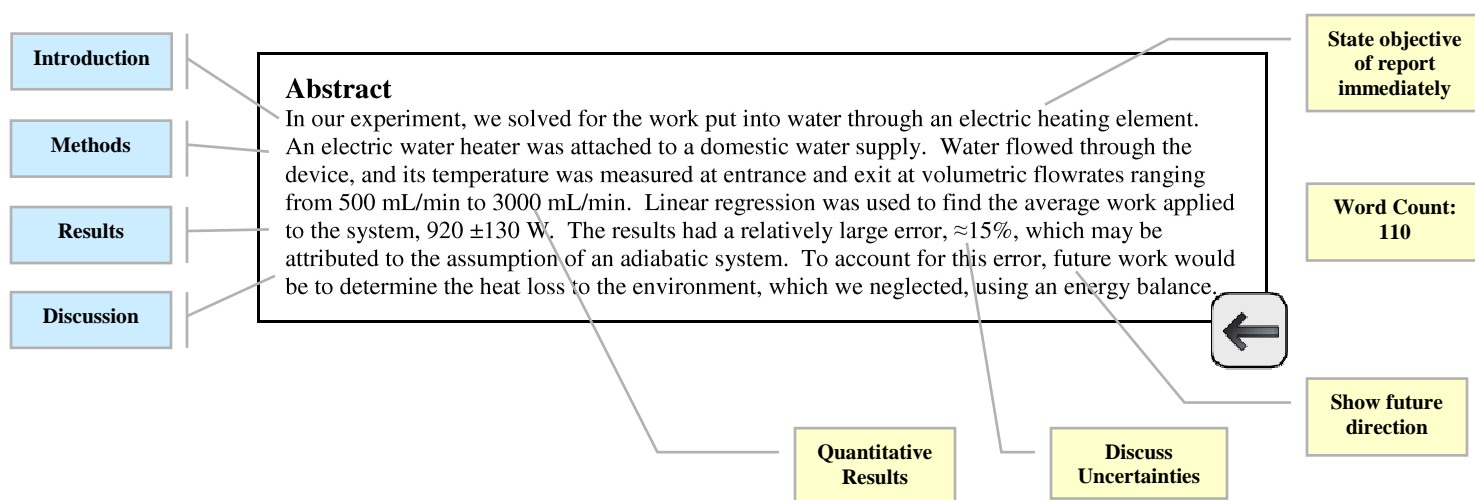 Introduction
Methods
Results
Discussion
Abstract
In our experiment, we solved for the work put into water through an electric heating element.
An electric water heater was attached to a domestic water supply.  Water flowed through the
device, and its temperature was measured at entrance and exit at volumetric flowrates ranging
from 500 mL/min to 3000 mL/min.  Linear regression was used to find the average work applied
to the system, 920 ±130 W.  The results had a relatively large error, ≈15%, which may be
attributed to the assumption of an adiabatic system.  To account for this error, future work would
be to determine the heat loss to the environment, which we neglected, using an energy balance.
State objective
of report
immediately
Word Count:
110
Show future
direction
Quantitative
Results
Discuss
Uncertainties